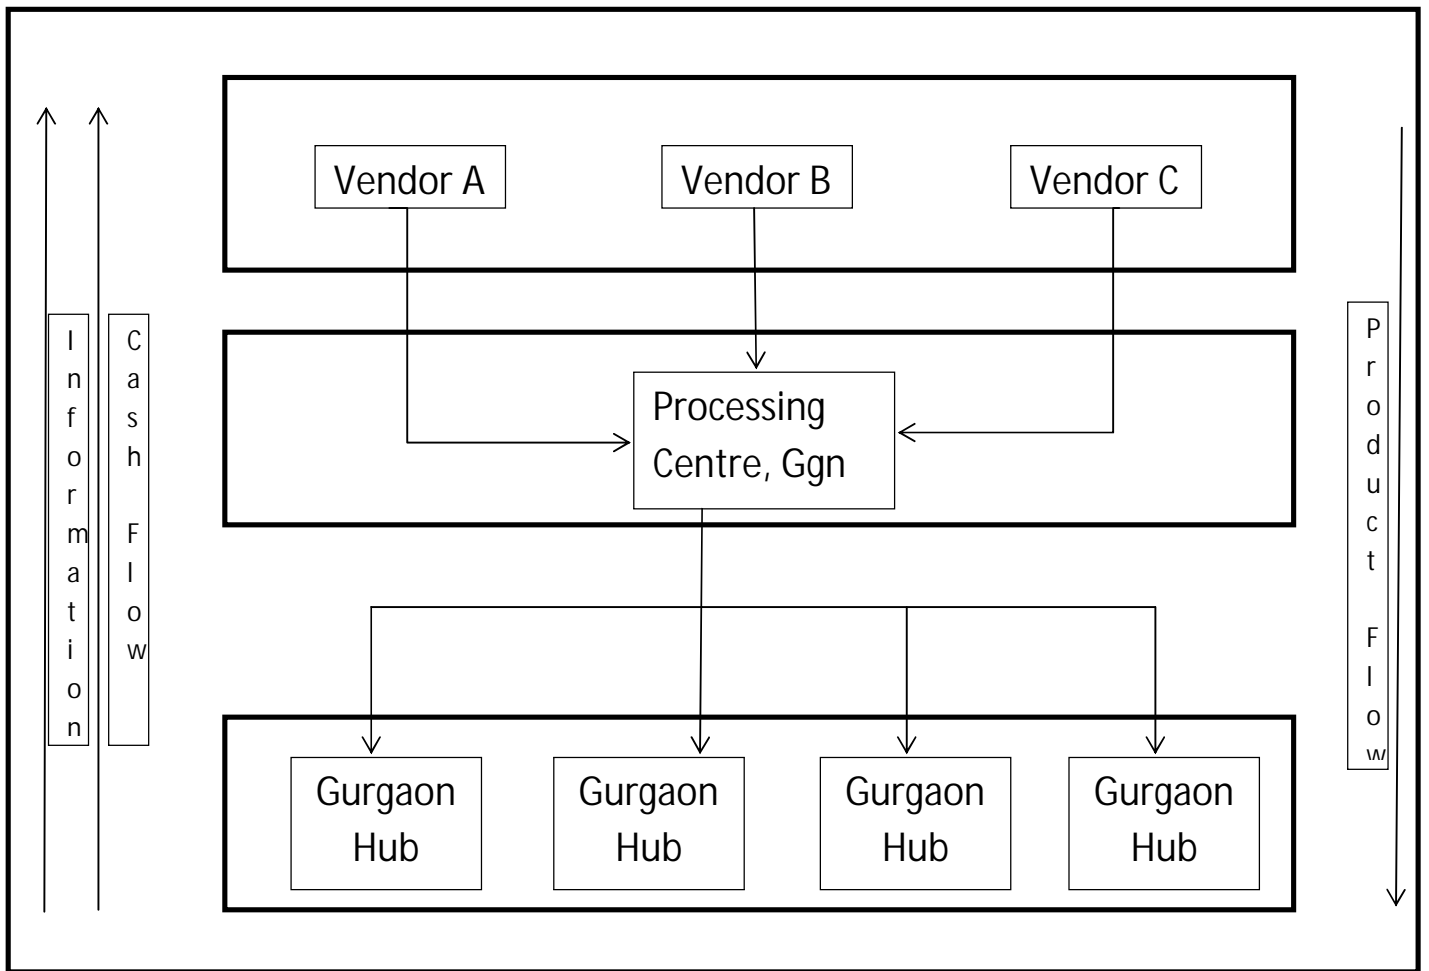 Vendor A
Vendor B
Vendor C
Information
Cash Flow
Product Flow
Processing
Centre, Ggn
Gurgaon
Hub
Gurgaon
Hub
Gurgaon
Hub
Gurgaon
Hub